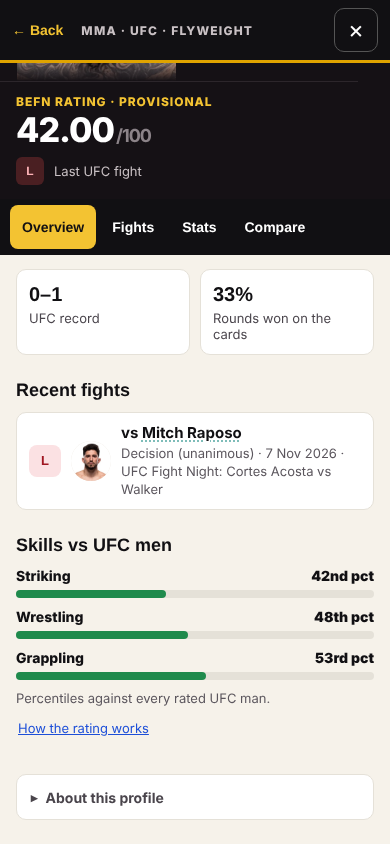 ← Back MMA · UFC · FLYWEIGHT ×
BEFN RATING · PROVISIONAL
42.00/100
L Last UFC fight
Overview Fights Stats Compare
0–1
UFC record
33%
Rounds won on the
cards
Recent fights
L
vs Mitch Raposo
Decision (unanimous) · 7 Nov 2026 ·
UFC Fight Night: Cortes Acosta vs
Walker
Skills vs UFC men
Striking 42nd pct
Wrestling 48th pct
Grappling 53rd pct
Percentiles against every rated UFC man.
How the rating works
▸ About this profile